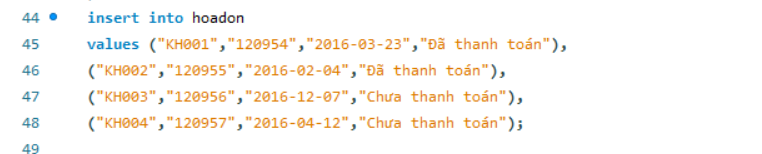 44 insert into hoadon
45 values ("KH001","120954","2016-03-23","Đã thanh toán"),
46 ("KH002","120955","2016-02-04","Đã thanh toán"),
47 ("KH003","120956","2016-12-07","Chưa thanh toán"),
48 ("KH004","120957","2016-04-12","Chưa thanh toán");
49